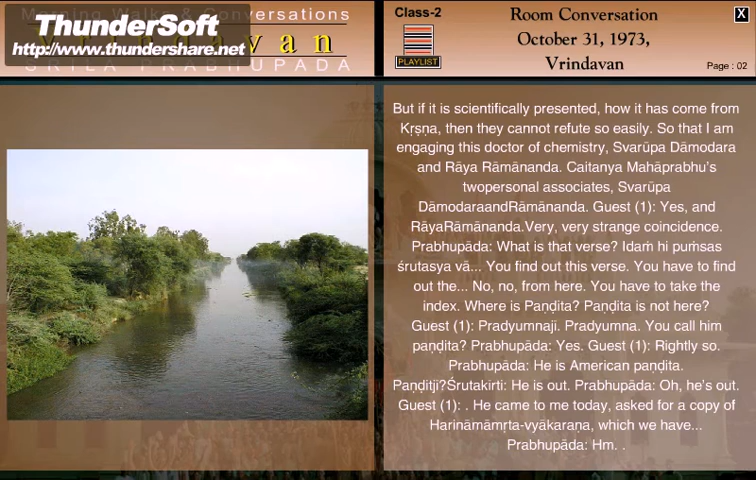 Morning Walks & Conversations
ThunderSoft
http://www.thundershare.net
Vrindavan
SRILA PRABHUPADA
Class-2
PLAYLIST
Room Conversation
October 31, 1973,
Vrindavan
X
Page : 02
But if it is scientifically presented, how it has come from
Kṛṣṇa, then they cannot refute so easily. So that I am
engaging this doctor of chemistry, Svarūpa Dāmodara
and Rāya Rāmānanda. Caitanya Mahāprabhu's
twopersonal associates, Svarūpa
DāmodaraandRāmānanda. Guest (1): Yes, and
RāyaRāmānanda.Very, very strange coincidence.
Prabhupāda: What is that verse? Idaṁ hi puṁsas
śrutasya vā... You find out this verse. You have to find
out the... No, no, from here. You have to take the
index. Where is Paṇḍita? Paṇḍita is not here?
Guest (1): Pradyumnaji. Pradyumna. You call him
paṇḍita? Prabhupāda: Yes. Guest (1): Rightly so.
Prabhupāda: He is American paṇḍita.
Paṇḍitji?Śrutakirti: He is out. Prabhupāda: Oh, he's out.
Guest (1): . He came to me today, asked for a copy of
Harināmāmṛta-vyākaraṇa, which we have...
Prabhupāda: Hm. .